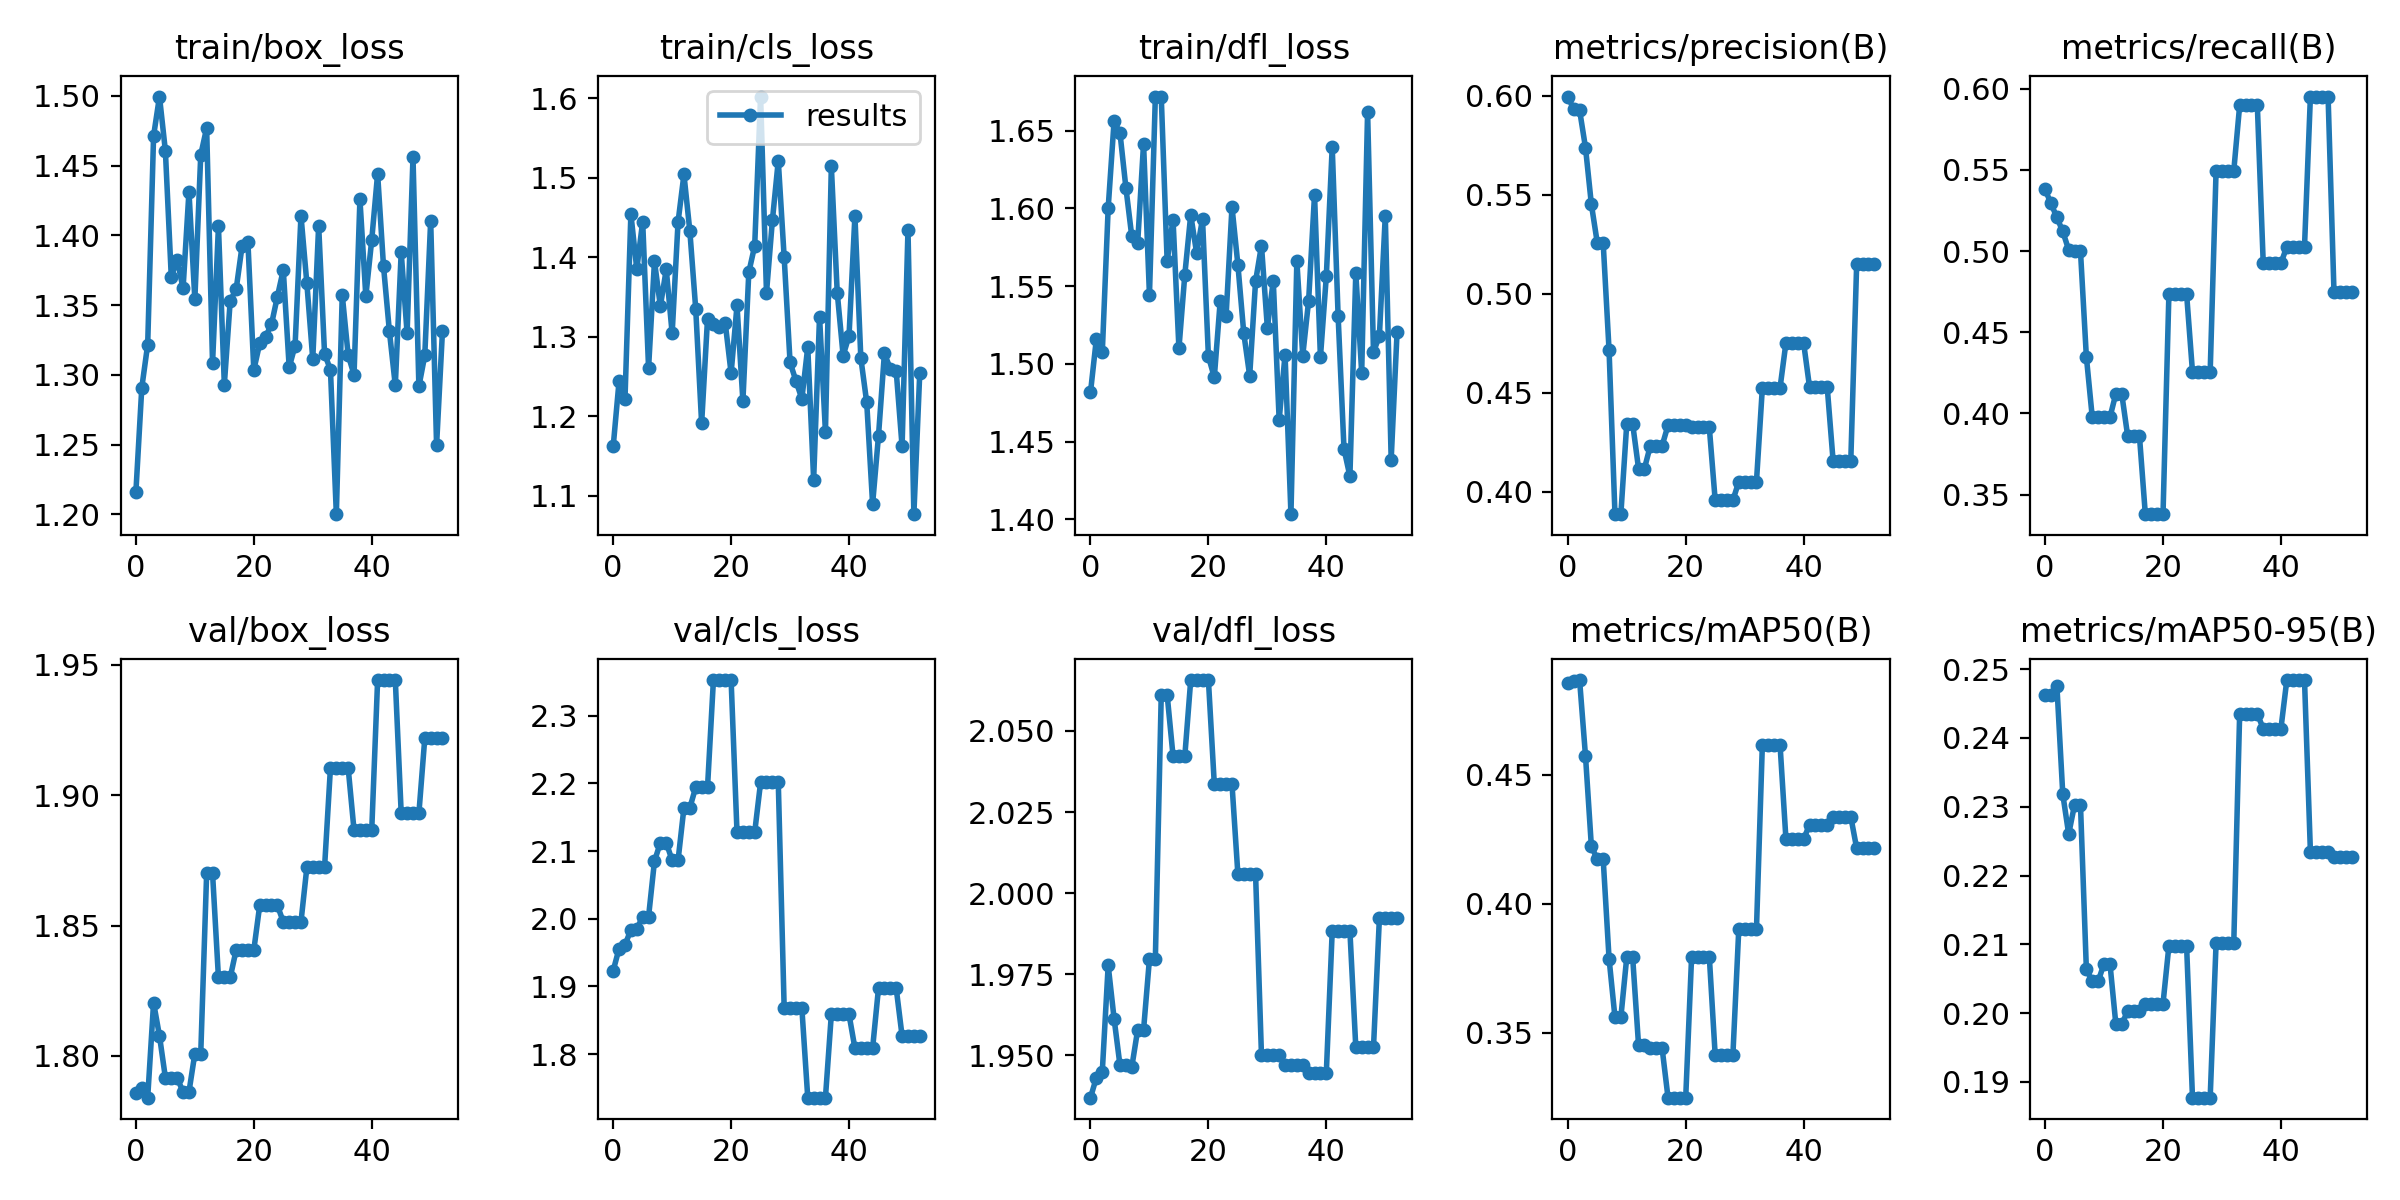 train/box_loss
train/cls_loss
train/dfl_loss
metrics/precision(B)
metrics/recall(B)
1.50
1.45
1.40
1.35
1.30
1.25
1.20
0 20 40
results
1.6
1.5
1.4
1.3
1.2
1.1
0 20 40
1.65
1.60
1.55
1.50
1.45
1.40
0 20 40
0.60
0.55
0.50
0.45
0.40
0 20 40
0.60
0.55
0.50
0.45
0.40
0.35
0 20 40
val/box_loss
val/cls_loss
val/dfl_loss
metrics/mAP50(B)
metrics/mAP50-95(B)
1.95
1.90
1.85
1.80
0 20 40
2.3
2.2
2.1
2.0
1.9
1.8
0 20 40
2.050
2.025
2.000
1.975
1.950
0 20 40
0.45
0.40
0.35
0 20 40
0.25
0.24
0.23
0.22
0.21
0.20
0.19
0 20 40